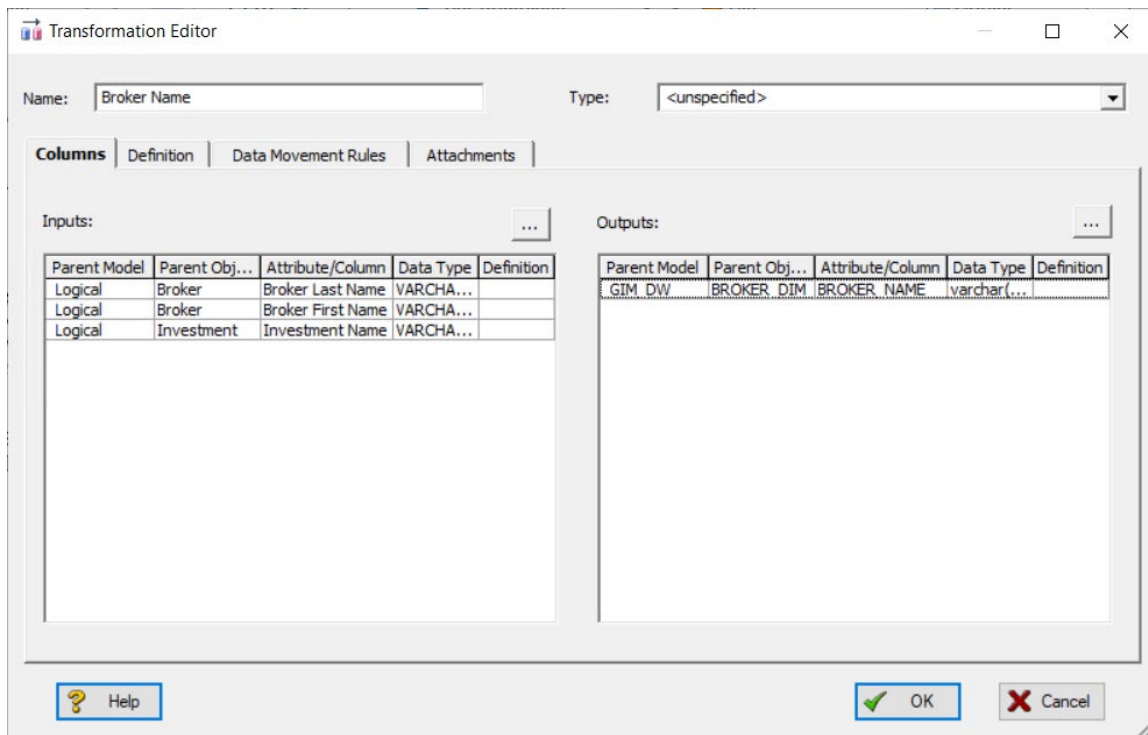 Transformation Editor
Name: Broker Name Type: <unspecified>
Columns Definition Data Movement Rules Attachments
Inputs: ... Outputs: ...
Parent Model Parent Obj... Attribute/Column Data Type Definition
Logical Broker Broker Last Name VARCHA...
Logical Broker Broker First Name VARCHA...
Logical Investment Investment Name VARCHA...
Parent Model Parent Obj... Attribute/Column Data Type Definition
GIM_DW BROKER_DIM BROKER_NAME varchar(...
Help OK Cancel